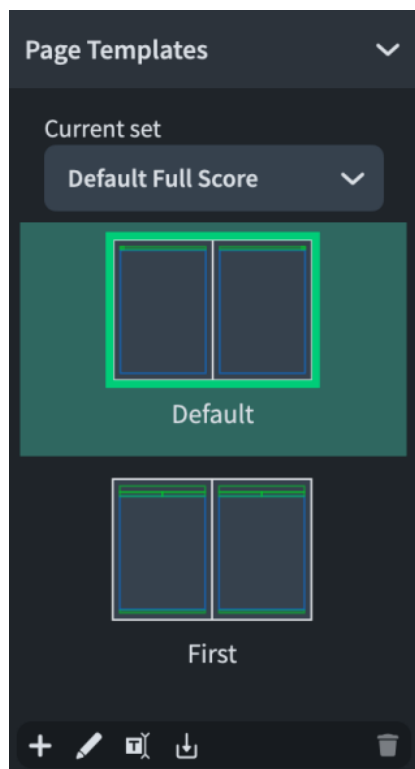 Page Templates
Current set
Default Full Score
Default
First